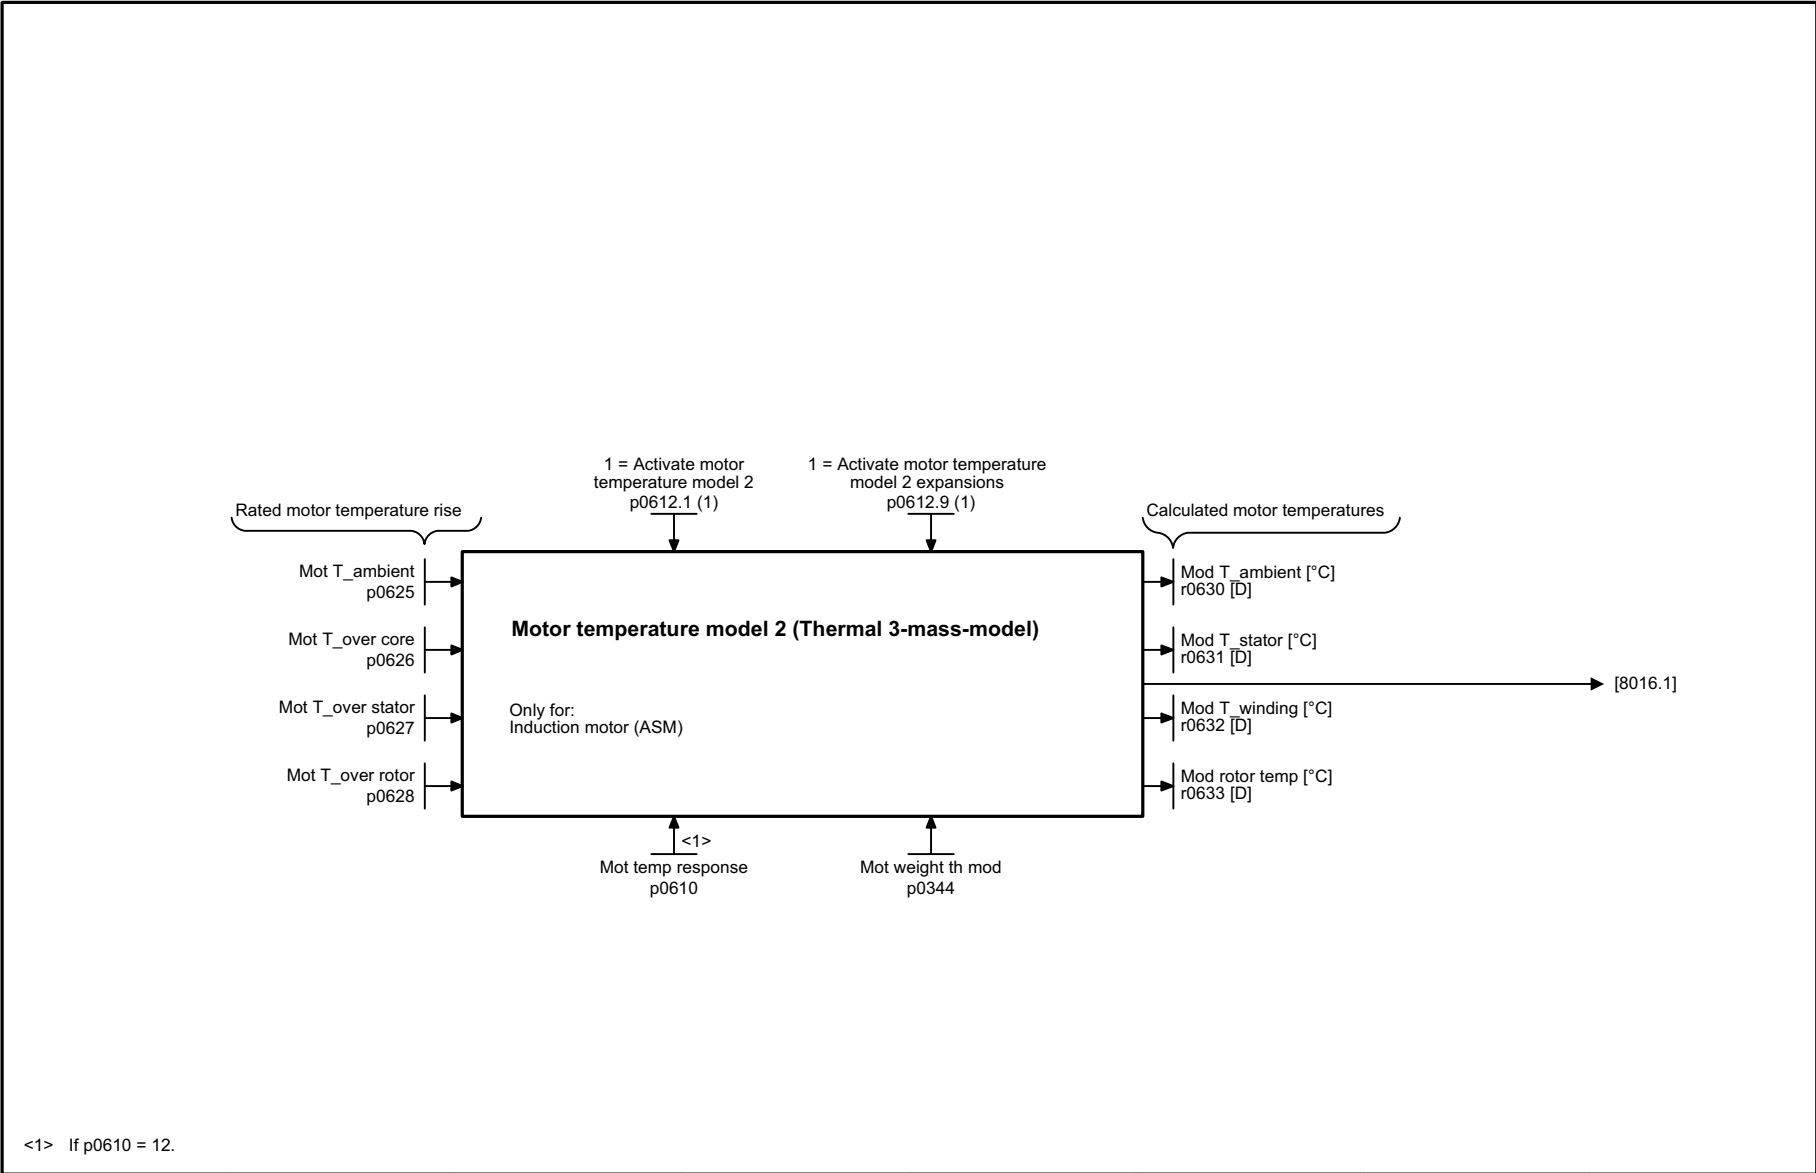 1 = Activate motor
temperature model 2
p0612.1 (1)
1 = Activate motor temperature
model 2 expansions
p0612.9 (1)
Rated motor temperature rise
Calculated motor temperatures
Mot T_ambient
p0625
Mot T_over core
p0626
Mot T_over stator
p0627
Mot T_over rotor
p0628
Motor temperature model 2 (Thermal 3-mass-model)
Only for:
Induction motor (ASM)
Mod T_ambient [°C]
r0630 [D]
Mod T_stator [°C]
r0631 [D]
[8016.1]
Mod T_winding [°C]
r0632 [D]
Mod rotor temp [°C]
r0633 [D]
<1>
Mot temp response
p0610
Mot weight th mod
p0344
<1> If p0610 = 12.